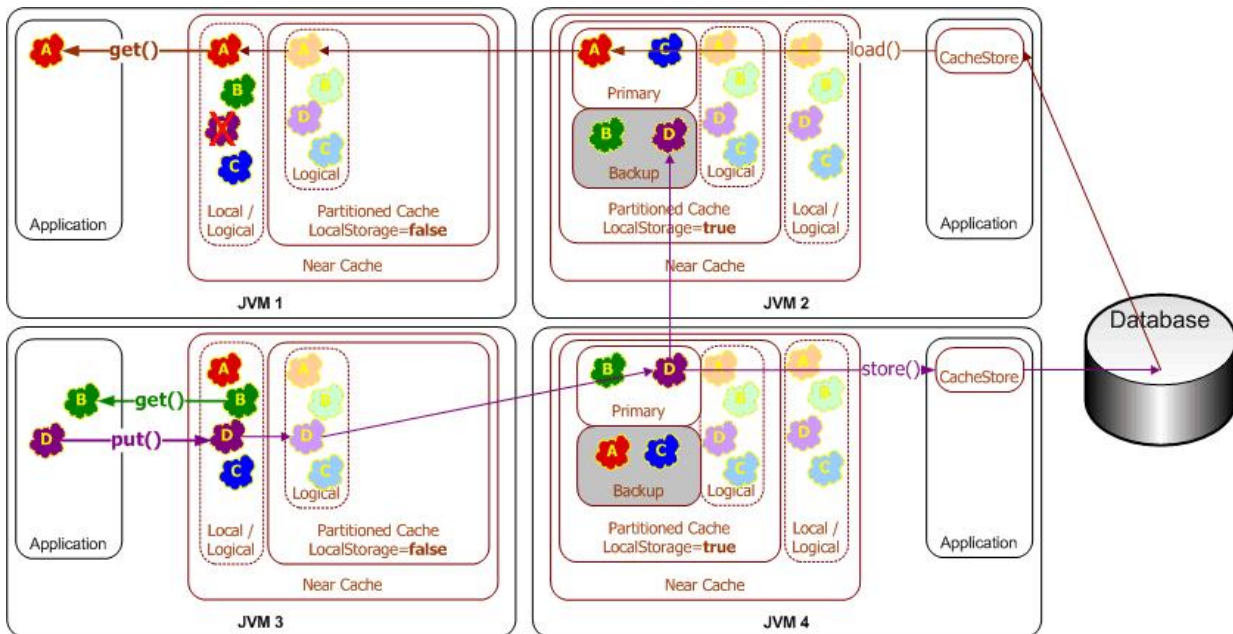 A
get()
A
A
B
D
C
B
X
D
C
Logical
Local /
Logical
Partitioned Cache
LocalStorage=false
Application
Near Cache
JVM 1
A
C
Primary
B
D
Backup
A
B
D
C
Logical
A
B
D
C
load()
CacheStore
Partitioned Cache
LocalStorage=true
Local /
Logical
Application
Near Cache
JVM 2
Database
B
get()
D
put()
A
B
D
C
A
B
D
C
Logical
Local /
Logical
Partitioned Cache
LocalStorage=false
Application
Near Cache
JVM 3
B
D
Primary
A
C
Backup
A
B
D
C
Logical
A
B
D
C
store()
CacheStore
Partitioned Cache
LocalStorage=true
Local /
Logical
Application
Near Cache
JVM 4